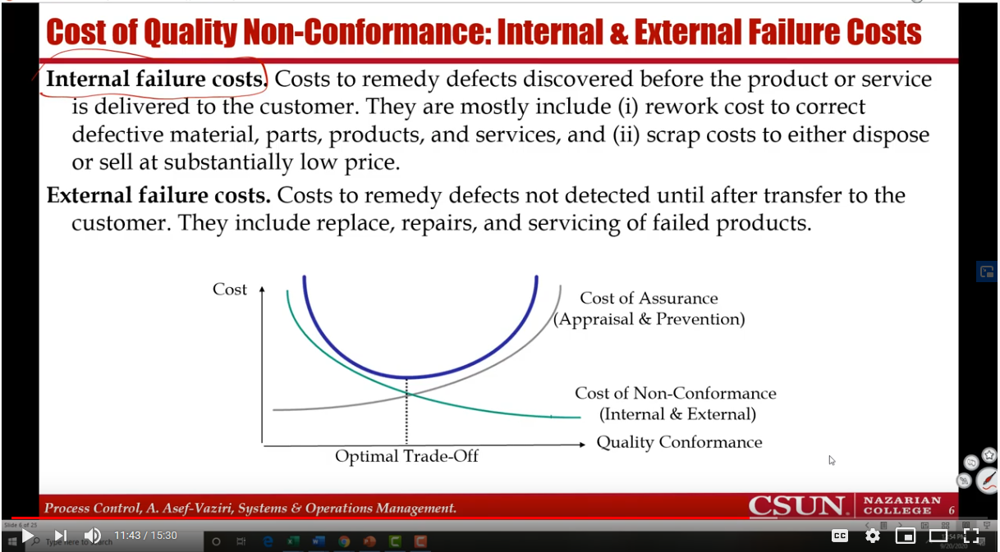 Cost of Quality Non-Conformance: Internal & External Failure Costs
Internal failure costs. Costs to remedy defects discovered before the product or service
is delivered to the customer. They are mostly include (i) rework cost to correct
defective material, parts, products, and services, and (ii) scrap costs to either dispose
or sell at substantially low price.
External failure costs. Costs to remedy defects not detected until after transfer to the
customer. They include replace, repairs, and servicing of failed products.
Cost
Cost of Assurance
(Appraisal & Prevention)
Cost of Non-Conformance
(Internal & External)
Quality Conformance
Optimal Trade-Off
Process Control, A. Asef-Vaziri, Systems & Operations Management.
CSUN
NAZARIAN
COLLEGE
6
Slide 6 of 25
Type here to search
11:43 / 15:30
CC
9/20/2020